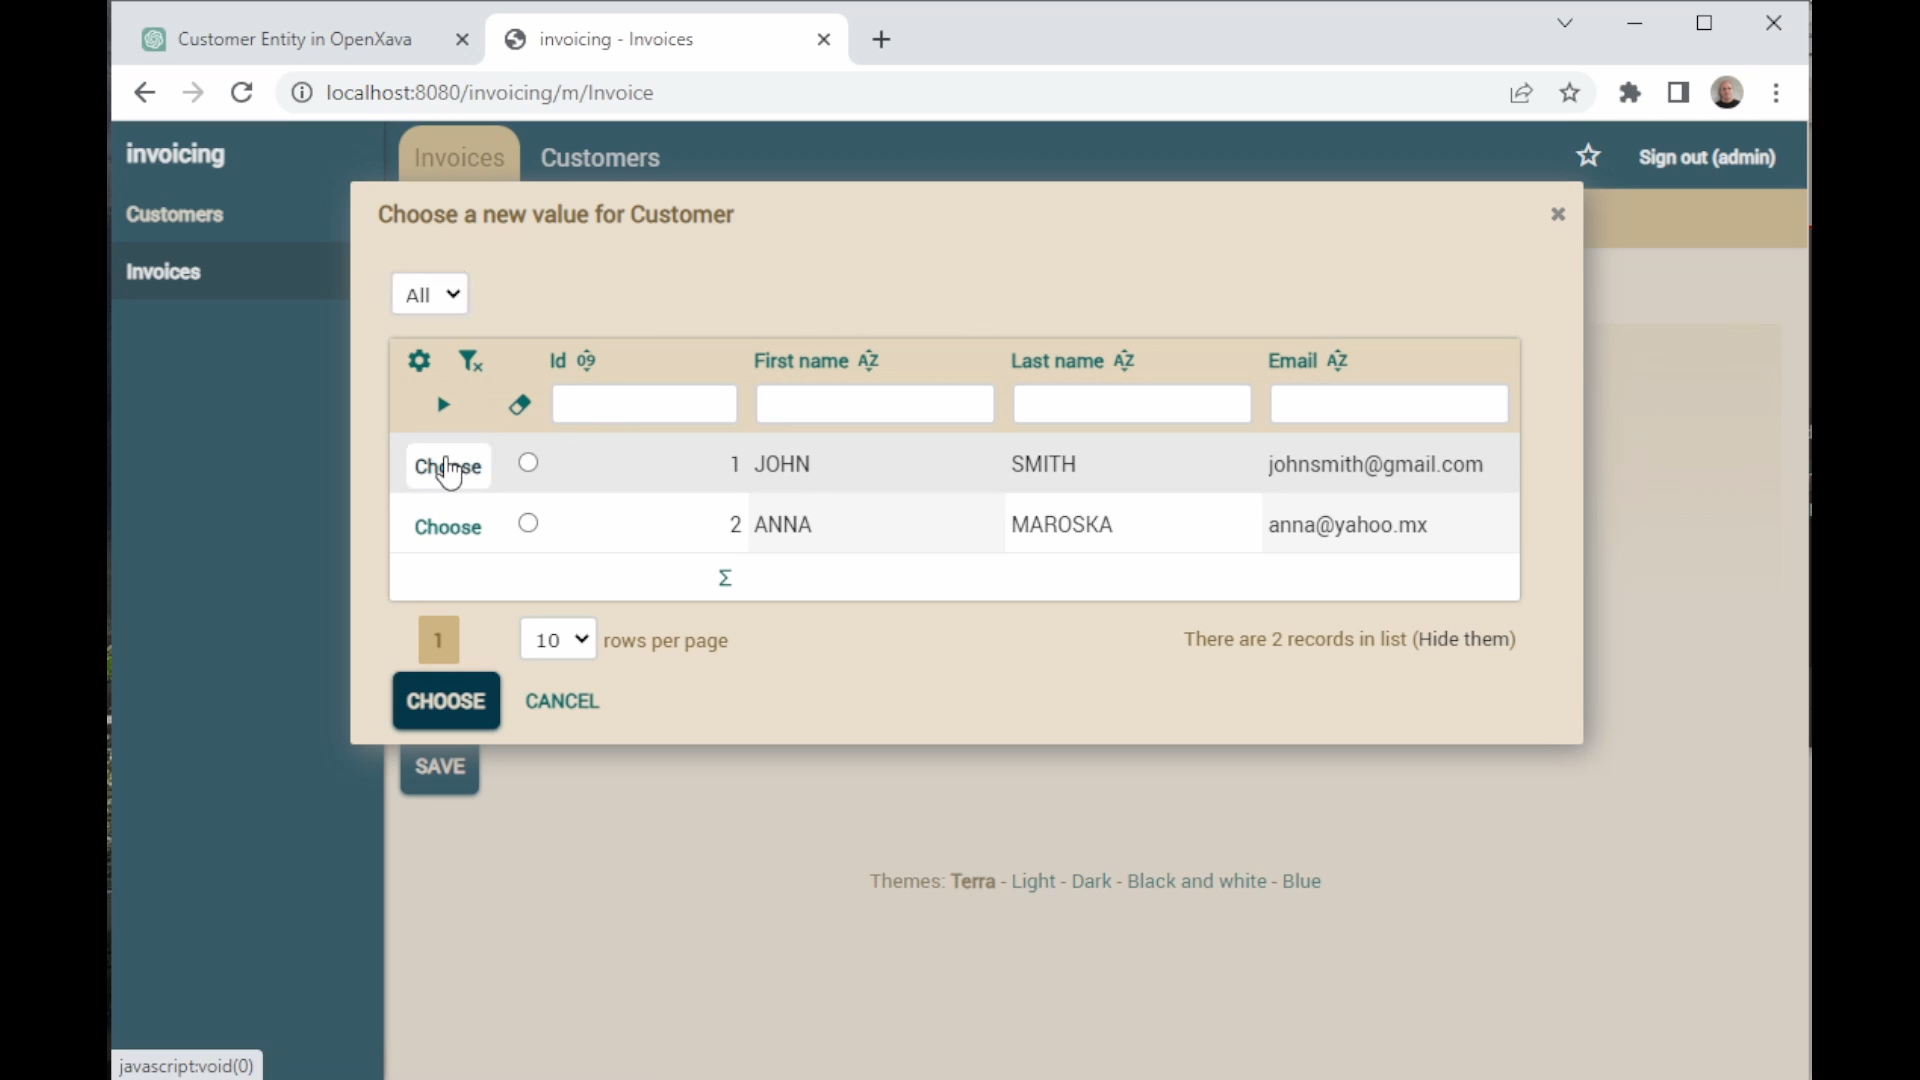 Customer Entity in OpenXava
invoicing - Invoices
localhost:8080/invoicing/m/Invoice
invoicing
Invoices
Customers
Sign out (admin)
Customers
Invoices
Choose a new value for Customer
All
Id
First name
Last name
Email
Choose 1 JOHN SMITH johnsmith@gmail.com
Choose 2 ANNA MAROSKA anna@yahoo.mx
Σ
1
10 rows per page
There are 2 records in list (Hide them)
CHOOSE
CANCEL
SAVE
Themes: Terra - Light - Dark - Black and white - Blue
javascript:void(0)